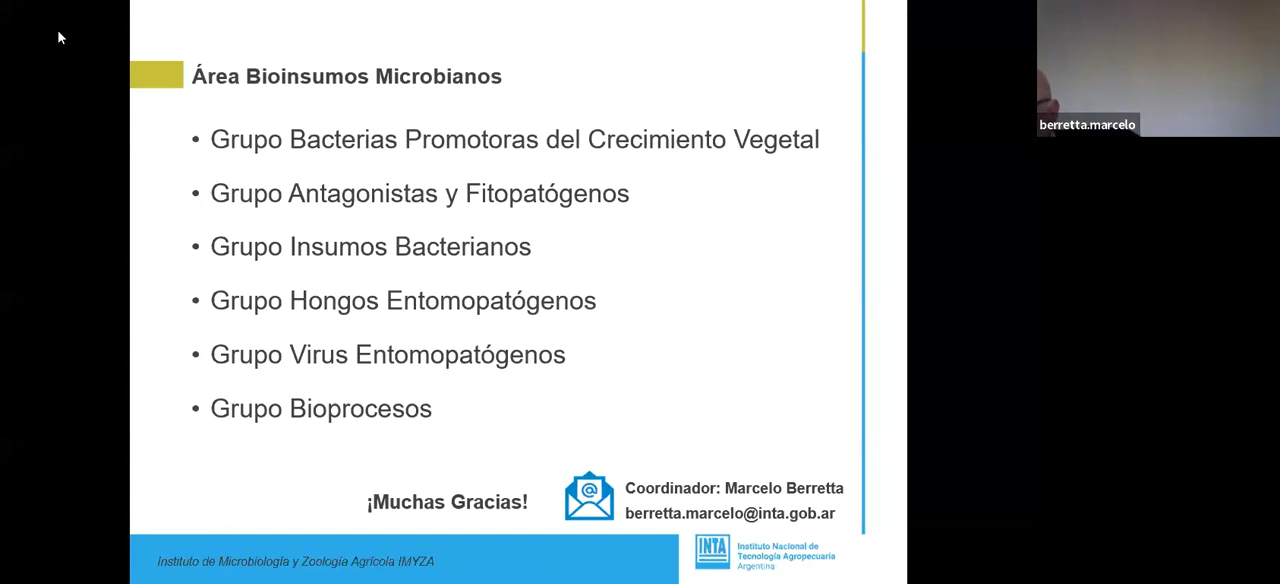 Área Bioinsumos Microbianos
• Grupo Bacterias Promotoras del Crecimiento Vegetal
• Grupo Antagonistas y Fitopatógenos
• Grupo Insumos Bacterianos
• Grupo Hongos Entomopatógenos
• Grupo Virus Entomopatógenos
• Grupo Bioprocesos
¡Muchas Gracias!
@
Coordinador: Marcelo Berretta
berretta.marcelo@inta.gob.ar
Instituto de Microbiología y Zoología Agrícola IMYZA
INTA
Instituto Nacional de
Tecnología Agropecuaria
Argentina
berretta.marcelo